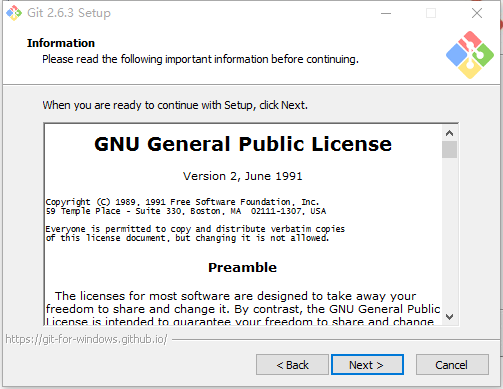 Git 2.6.3 Setup
Information
Please read the following important information before continuing.
When you are ready to continue with Setup, click Next.
GNU General Public License
Version 2, June 1991
Copyright (C) 1989, 1991 Free Software Foundation, Inc.
59 Temple Place - Suite 330, Boston, MA  02111-1307, USA
Everyone is permitted to copy and distribute verbatim copies
of this license document, but changing it is not allowed.
Preamble
The licenses for most software are designed to take away your
freedom to share and change it. By contrast, the GNU General Public
License is intended to guarantee your freedom to share and change
https://git-for-windows.github.io/
< Back
Next >
Cancel